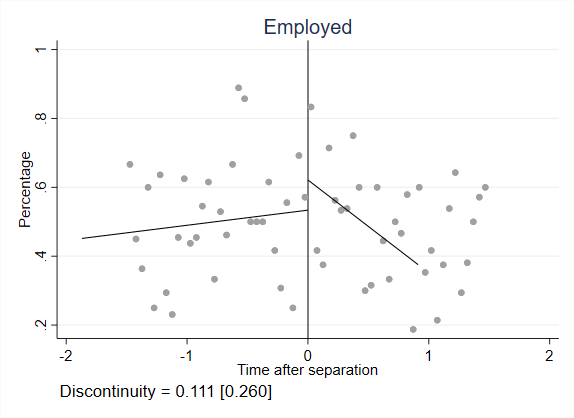 Employed
Percentage
1
.8
.6
.4
.2
-2 -1 0 1 2
Time after separation
Discontinuity = 0.111 [0.260]